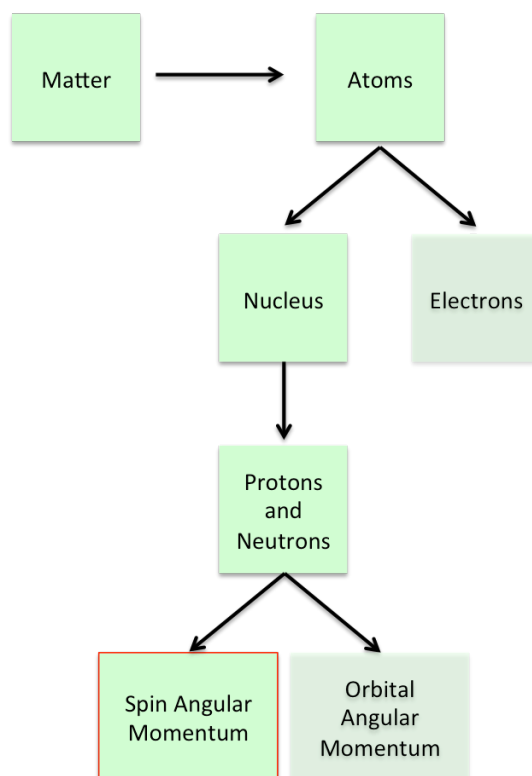 Matter
Atoms
Nucleus
Electrons
Protons
and
Neutrons
Spin Angular
Momentum
Orbital
Angular
Momentum